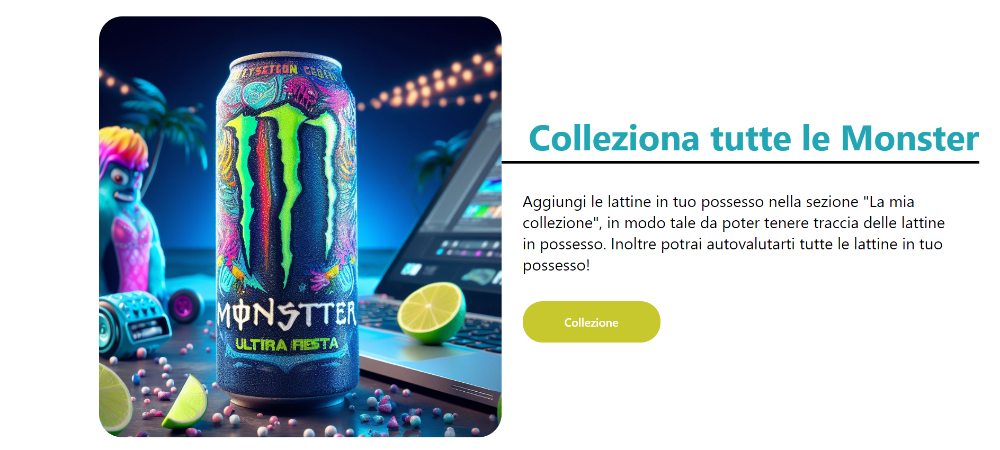 MONSTTER
ULTIRA FIESTA
Colleziona tutte le Monster
Aggiungi le lattine in tuo possesso nella sezione "La mia
collezione", in modo tale da poter tenere traccia delle lattine
in possesso. Inoltre potrai autovalutarti tutte le lattine in tuo
possesso!
Collezione